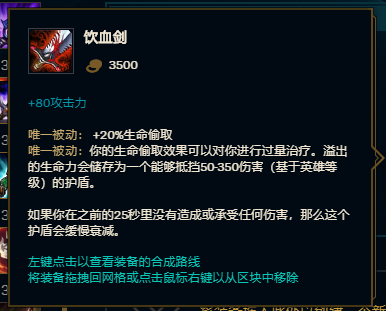 饮血剑
3500
+80攻击力
唯一被动： +20%生命偷取
唯一被动：你的生命偷取效果可以对你进行过量治疗。溢出
的生命力会储存为一个能够抵挡50-350伤害（基于英雄等
级）的护盾。
如果你在之前的25秒里没有造成或承受任何伤害，那么这个
护盾会缓慢衰减。
左键点击以查看装备的合成路线
将装备拖拽回网格或点击鼠标右键以从区块中移除